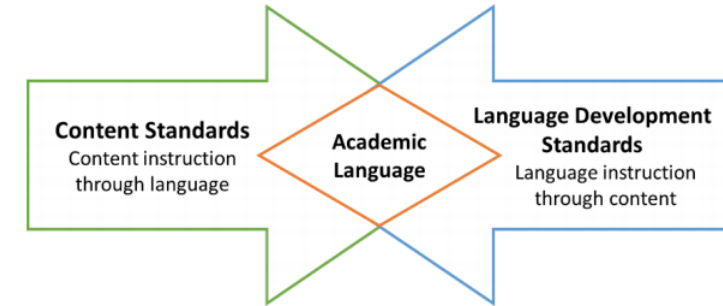 Content Standards
Content instruction
through language
Academic
Language
Language Development
Standards
Language instruction
through content